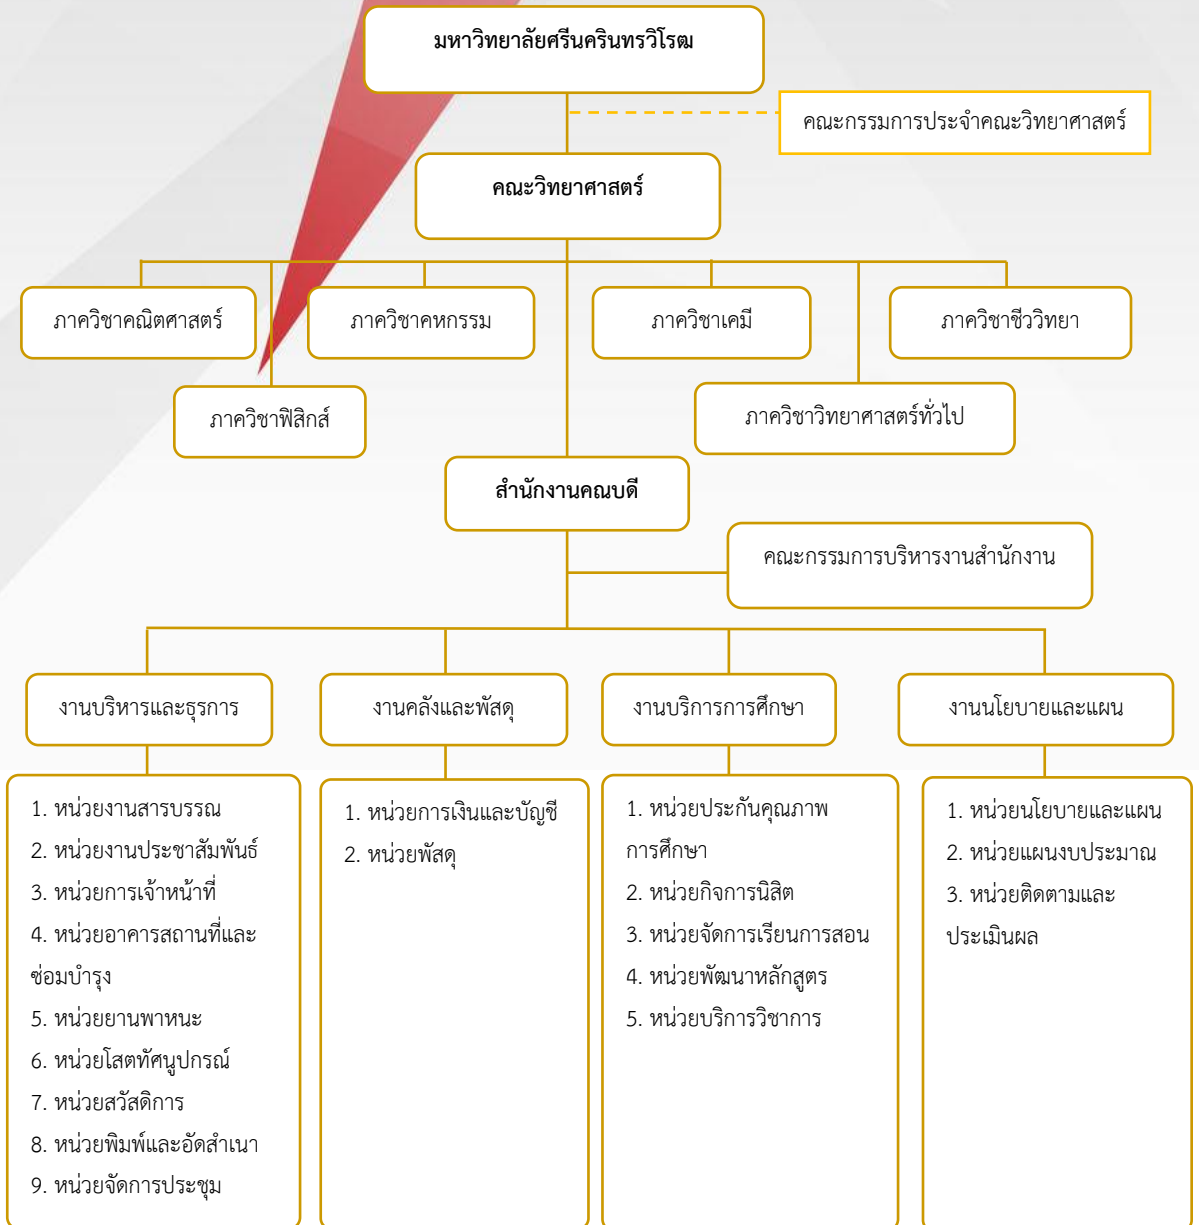 มหาวิทยาลัยศรีนครินทรวิโรฒ
คณะกรรมการประจำคณะวิทยาศาสตร์
คณะวิทยาศาสตร์
ภาควิชาคณิตศาสตร์
ภาควิชาคหกรรม
ภาควิชาเคมี
ภาควิชาชีววิทยา
ภาควิชาฟิสิกส์
ภาควิชาวิทยาศาสตร์ทั่วไป
สำนักงานคณบดี
คณะกรรมการบริหารงานสำนักงาน
งานบริหารและธุรการ
งานคลังและพัสดุ
งานบริการการศึกษา
งานนโยบายและแผน
1. หน่วยงานสารบรรณ
2. หน่วยงานประชาสัมพันธ์
3. หน่วยการเจ้าหน้าที่
4. หน่วยอาคารสถานที่และ
ซ่อมบำรุง
5. หน่วยยานพาหนะ
6. หน่วยโสตทัศนูปกรณ์
7. หน่วยสวัสดิการ
8. หน่วยพิมพ์และอัดสำเนา
9. หน่วยจัดการประชุม
1. หน่วยการเงินและบัญชี
2. หน่วยพัสดุ
1. หน่วยประกันคุณภาพ
การศึกษา
2. หน่วยกิจการนิสิต
3. หน่วยจัดการเรียนการสอน
4. หน่วยพัฒนาหลักสูตร
5. หน่วยบริการวิชาการ
1. หน่วยนโยบายและแผน
2. หน่วยแผนงบประมาณ
3. หน่วยติดตามและ
ประเมินผล